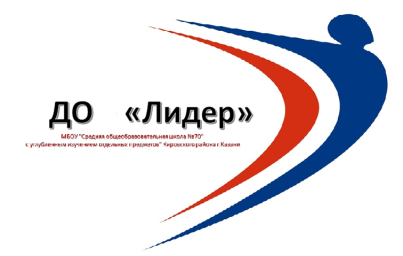 ДО «Лидер»
МБОУ "Средняя общеобразовательная школа №70"
с углубленным изучением отдельных предметов" Кировского района г Казани